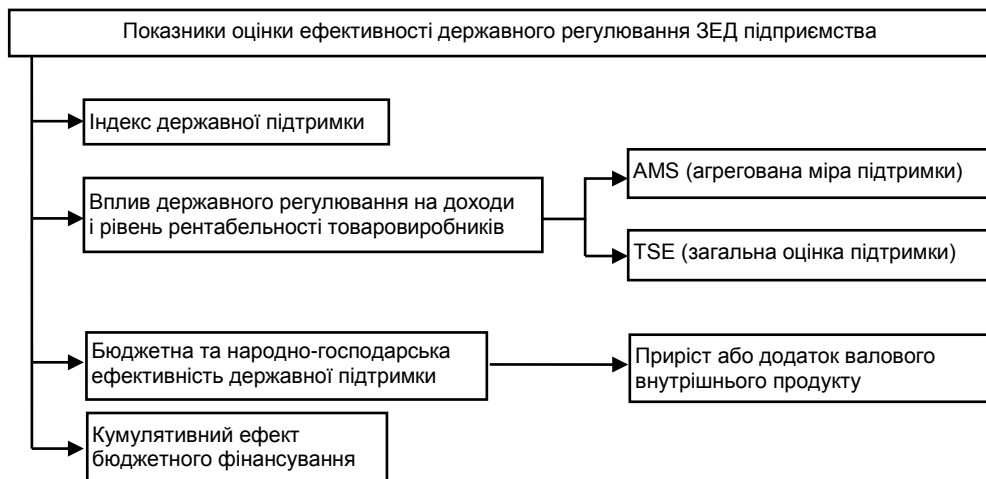 Показники оцінки ефективності державного регулювання ЗЕД підприємства
Індекс державної підтримки
Вплив державного регулювання на доходи
і рівень рентабельності товаровиробників
AMS (агрегована міра підтримки)
TSE (загальна оцінка підтримки)
Бюджетна та народно-господарська
ефективність державної підтримки
Приріст або додаток валового
внутрішнього продукту
Кумулятивний ефект
бюджетного фінансування